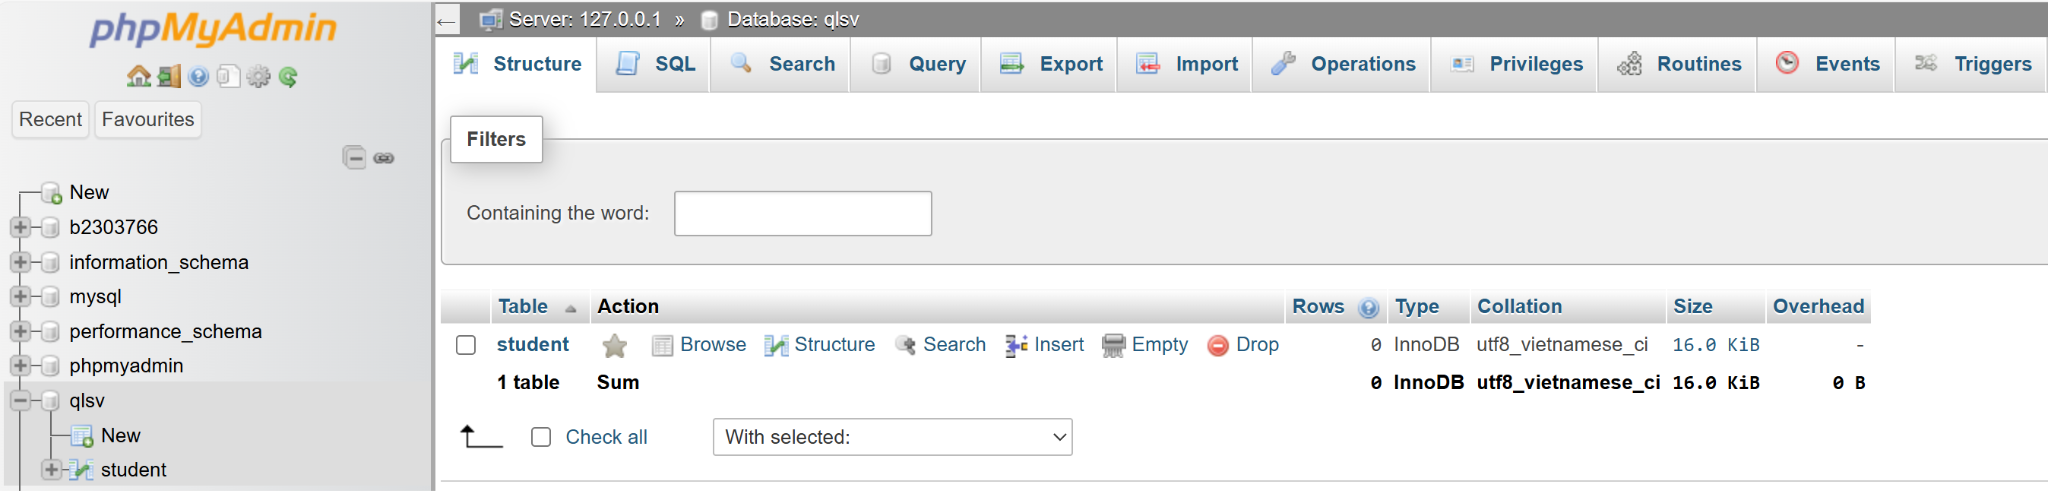 phpMyAdmin
Recent Favourites
New
b2303766
information_schema
mysql
performance_schema
phpmyadmin
qlsv
New
student
Server: 127.0.0.1 » Database: qlsv
Structure SQL Search Query Export Import Operations Privileges Routines Events Triggers
Filters
Containing the word:
Table Action Rows Type Collation Size Overhead
student Browse Structure Search Insert Empty Drop 0 InnoDB utf8_vietnamese_ci 16.0 KiB -
1 table Sum 0 InnoDB utf8_vietnamese_ci 16.0 KiB 0 B
Check all With selected: